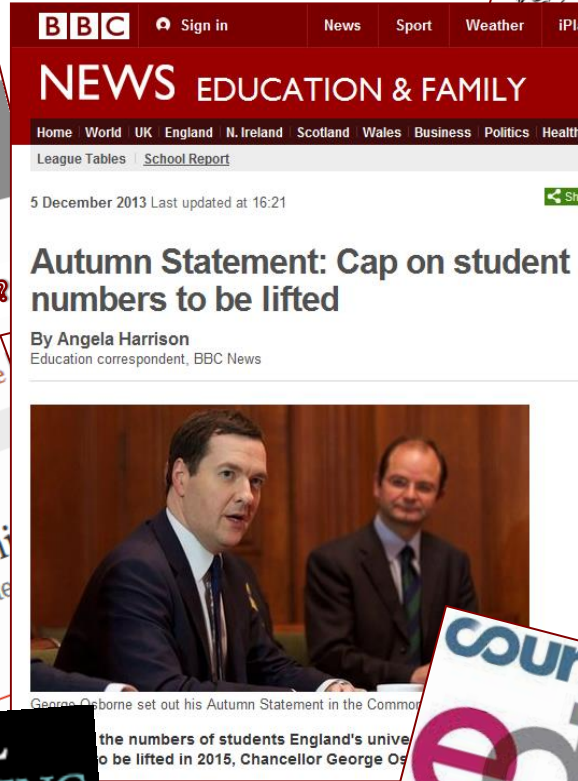 BBC Sign in News Sport Weather
NEWS EDUCATION & FAMILY
Home World UK England N. Ireland Scotland Wales Business Politics Health
League Tables School Report
5 December 2013 Last updated at 16:21
Autumn Statement: Cap on student
numbers to be lifted
By Angela Harrison
Education correspondent, BBC News
George Osborne set out his Autumn Statement in the
the numbers of students England's
o be lifted in 2015, Chancellor George